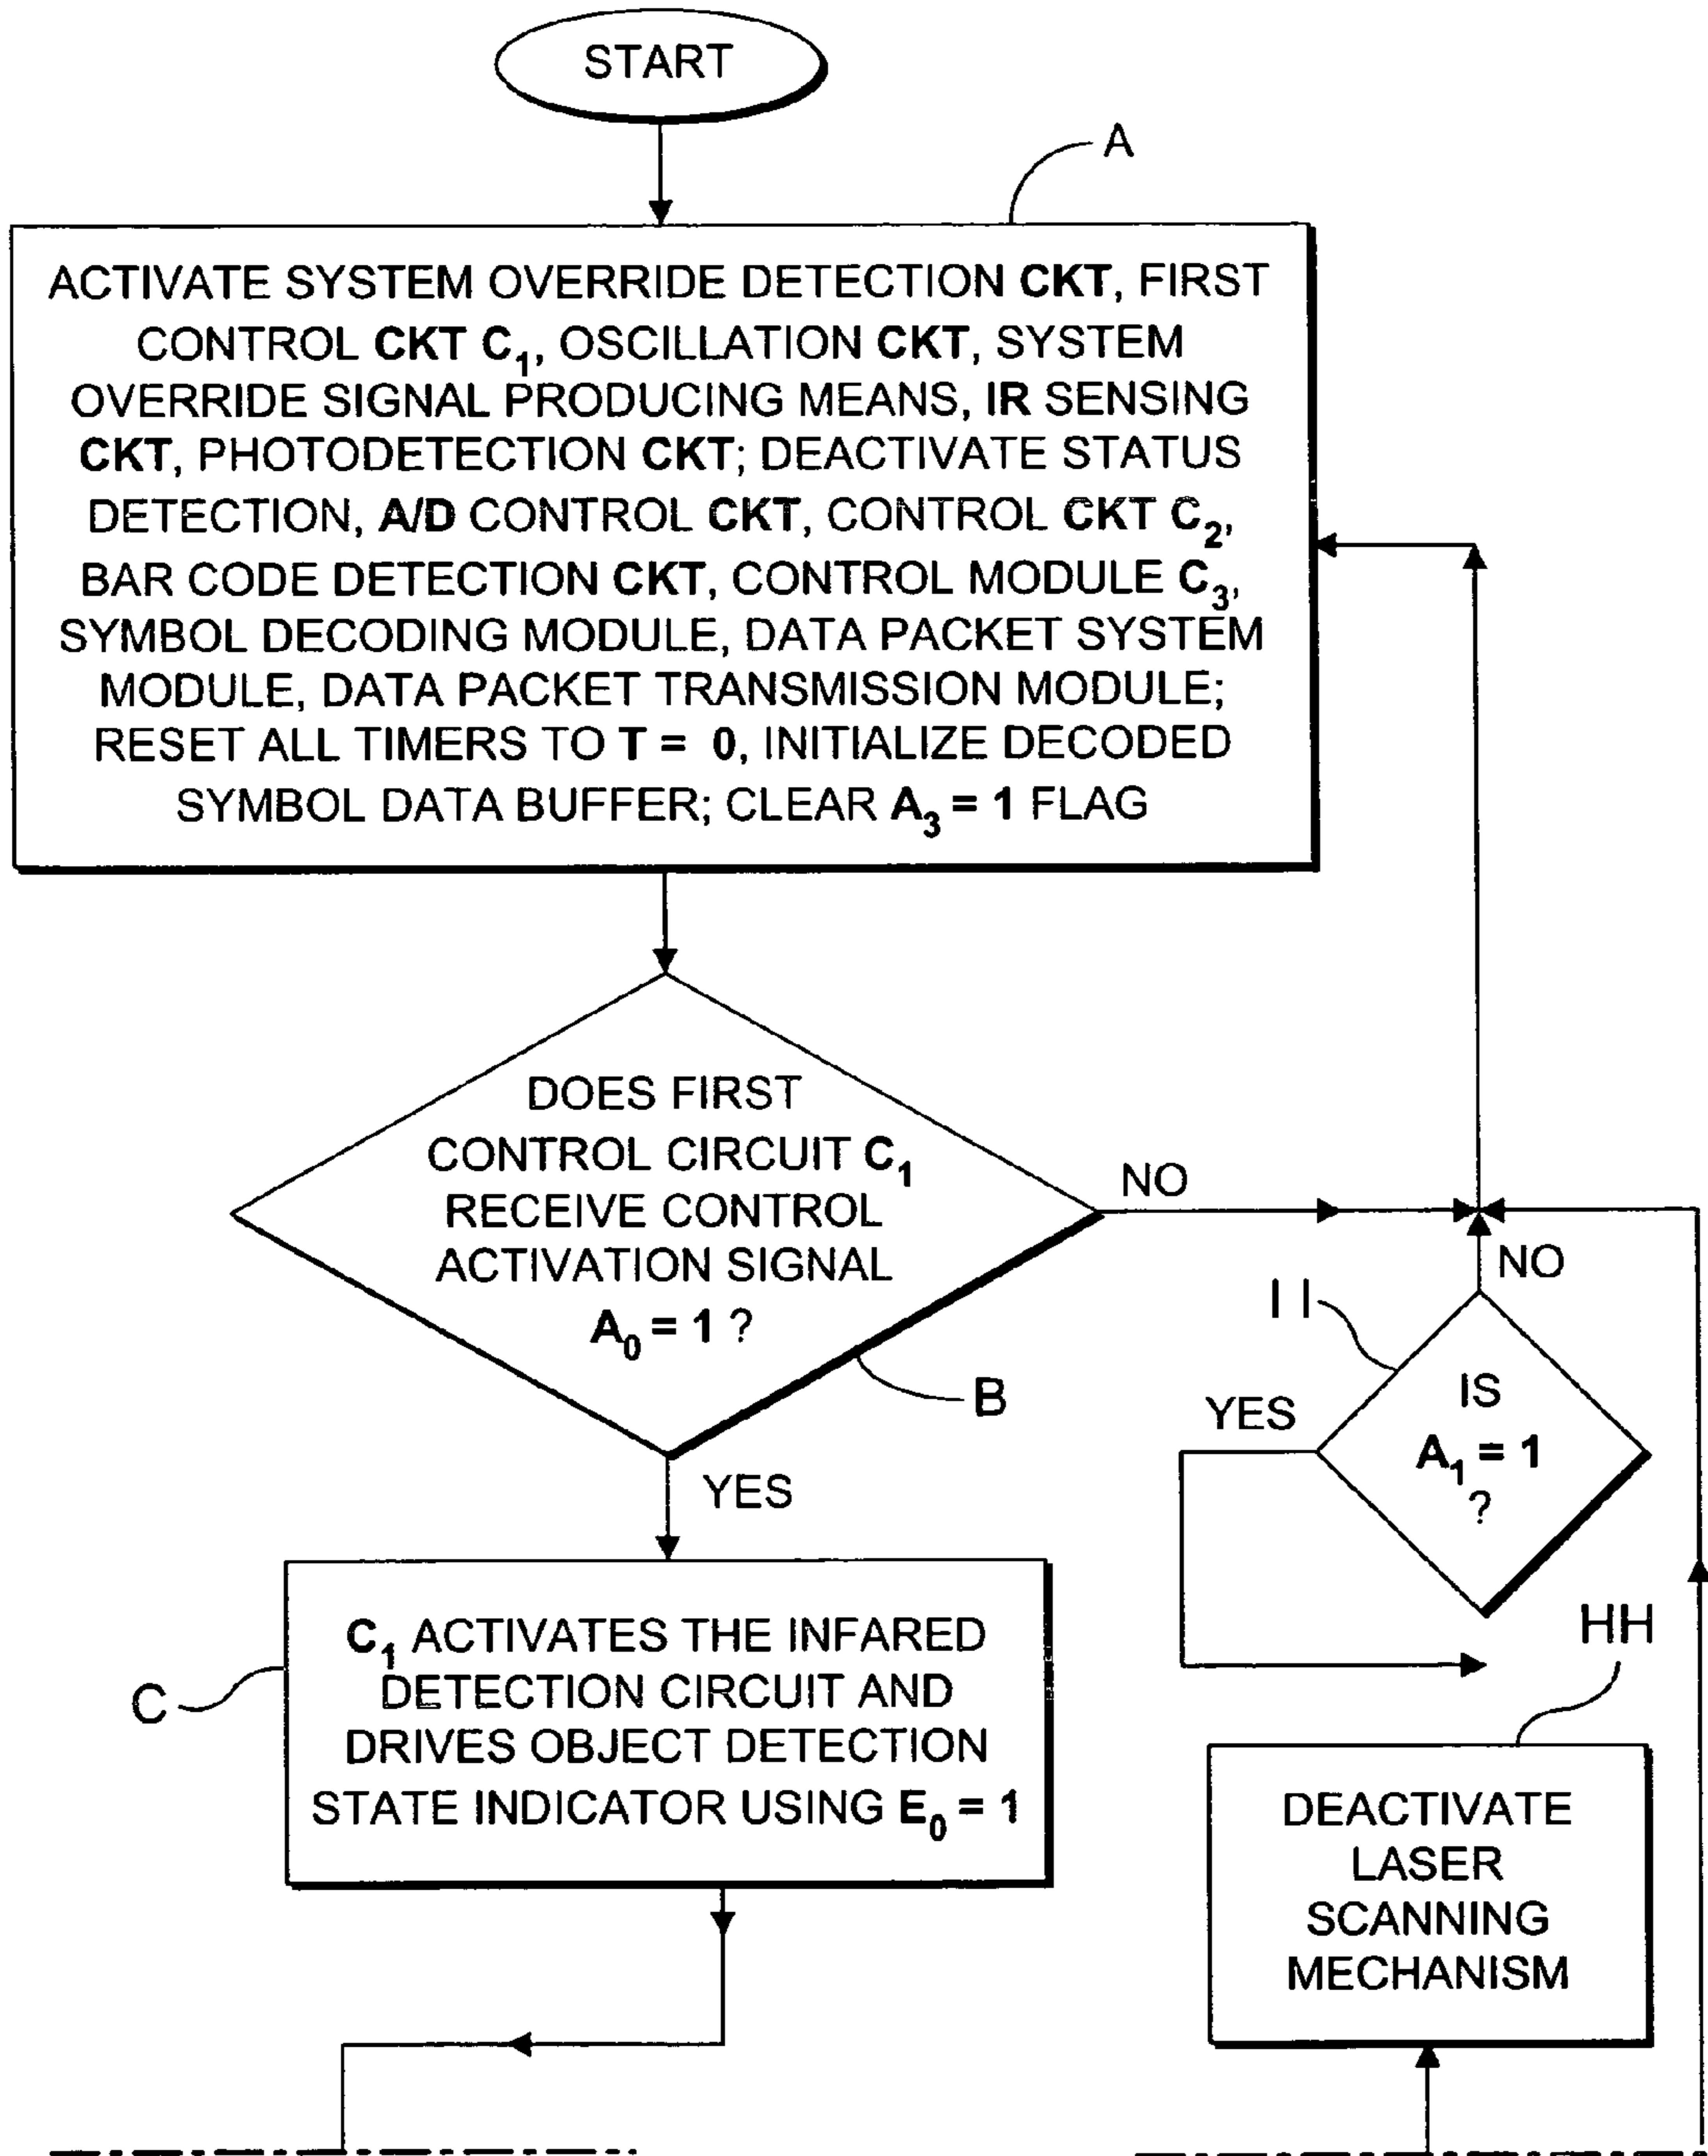 START
A
ACTIVATE SYSTEM OVERRIDE DETECTION CKT, FIRST
CONTROL CKT C₁, OSCILLATION CKT, SYSTEM
OVERRIDE SIGNAL PRODUCING MEANS, IR SENSING
CKT, PHOTODETECTION CKT; DEACTIVATE STATUS
DETECTION, A/D CONTROL CKT, CONTROL CKT C₂,
BAR CODE DETECTION CKT, CONTROL MODULE C₃,
SYMBOL DECODING MODULE, DATA PACKET SYSTEM
MODULE, DATA PACKET TRANSMISSION MODULE;
RESET ALL TIMERS TO T = 0, INITIALIZE DECODED
SYMBOL DATA BUFFER; CLEAR A₃ = 1 FLAG
DOES FIRST
CONTROL CIRCUIT C₁
RECEIVE CONTROL
ACTIVATION SIGNAL
A₀ = 1 ?
NO
B
YES
NO
II
IS
A₁ = 1
?
YES
C₁ ACTIVATES THE INFARED
DETECTION CIRCUIT AND
DRIVES OBJECT DETECTION
STATE INDICATOR USING E₀ = 1
C
HH
DEACTIVATE
LASER
SCANNING
MECHANISM